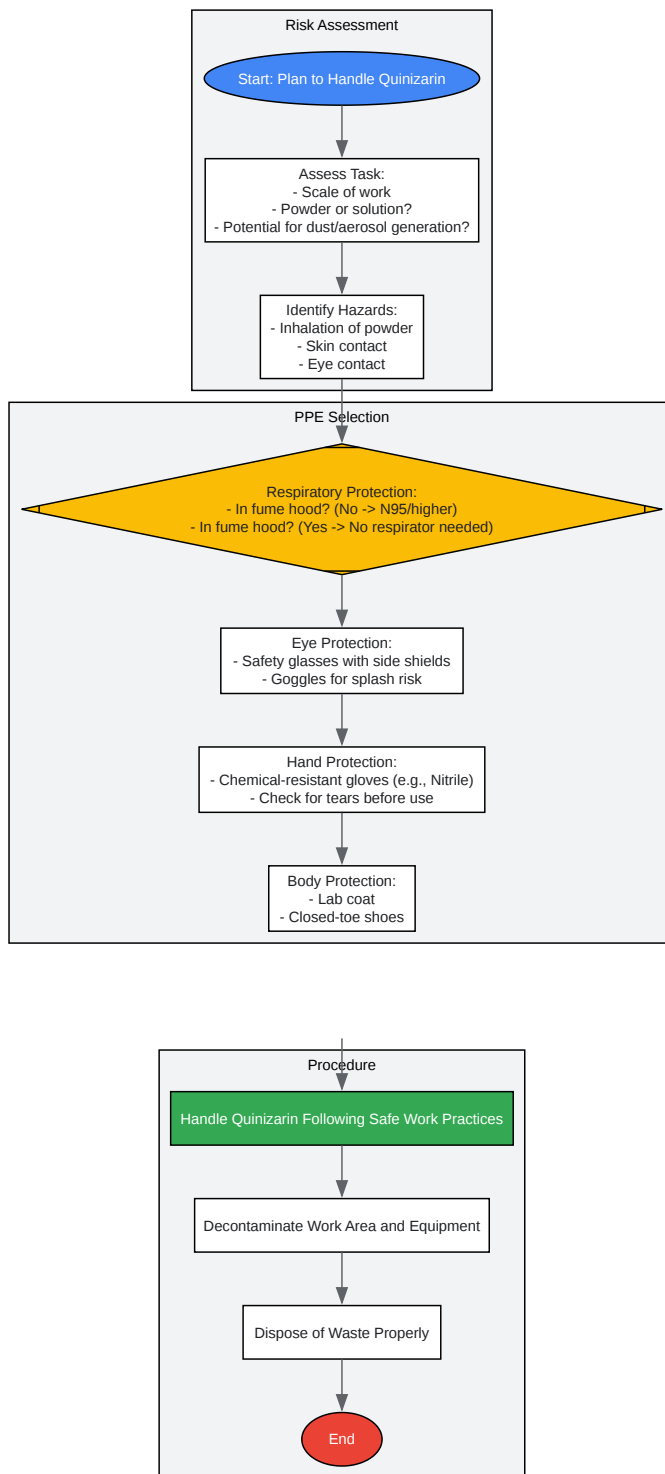 Risk Assessment
Start: Plan to Handle Quinizarin
Assess Task:
- Scale of work
- Powder or solution?
- Potential for dust/aerosol generation?
Identify Hazards:
- Inhalation of powder
- Skin contact
- Eye contact
PPE Selection
Respiratory Protection:
- In fume hood? (No -> N95/higher)
- In fume hood? (Yes -> No respirator needed)
Eye Protection:
- Safety glasses with side shields
- Goggles for splash risk
Hand Protection:
- Chemical-resistant gloves (e.g., Nitrile)
- Check for tears before use
Body Protection:
- Lab coat
- Closed-toe shoes
Procedure
Handle Quinizarin Following Safe Work Practices
Decontaminate Work Area and Equipment
Dispose of Waste Properly
End